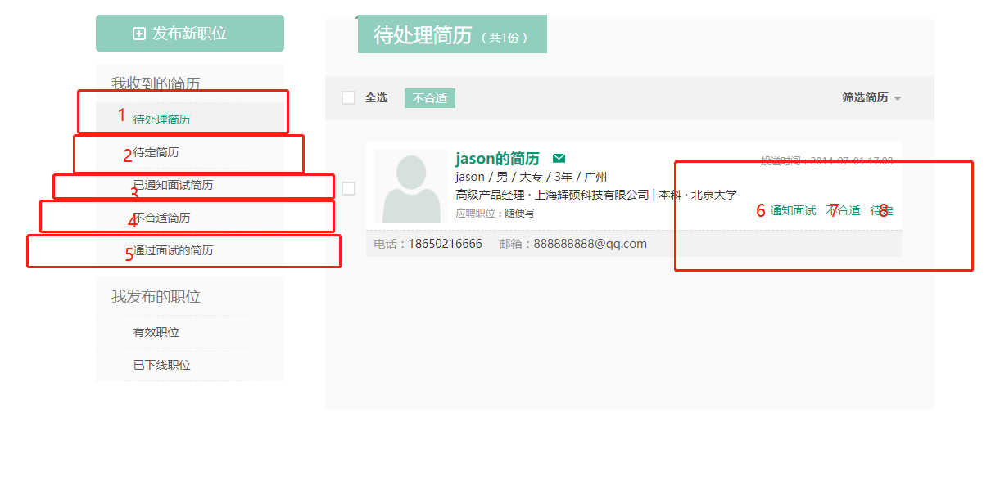 发布新职位
我收到的简历
1 待处理简历
2 待定简历
3 已通知面试简历
4 不合适简历
5 通过面试的简历
我发布的职位
有效职位
已下线职位
待处理简历（共1份）
全选 不合适 筛选简历
jason的简历 投递时间：2014-07-01 17:08
jason / 男 / 大专 / 3年 / 广州
高级产品经理 · 上海辉硕科技有限公司 | 本科 · 北京大学
应聘职位：随便写
6 通知面试 7 不合适 8 待定
电话：18650216666 邮箱：888888888@qq.com